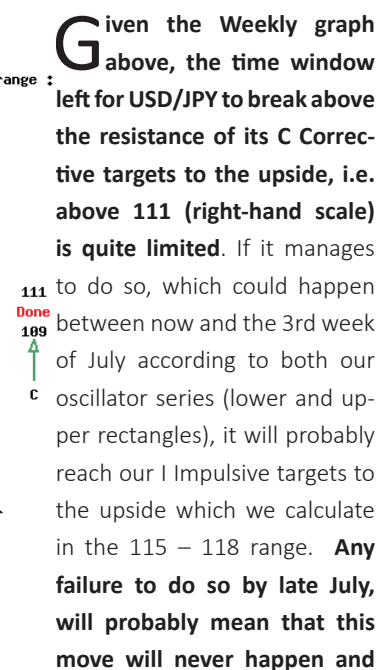 Given the Weekly graph
above, the time window
ange :
left for USD/JPY to break above
the resistance of its C Correc-
tive targets to the upside, i.e.
above 111 (right-hand scale)
is quite limited. If it manages
111
to do so, which could happen
Done
109
between now and the 3rd week
of July according to both our
C
oscillator series (lower and up-
per rectangles), it will probably
reach our I Impulsive targets to
the upside which we calculate
in the 115 – 118 range. Any
failure to do so by late July,
will probably mean that this
move will never happen and